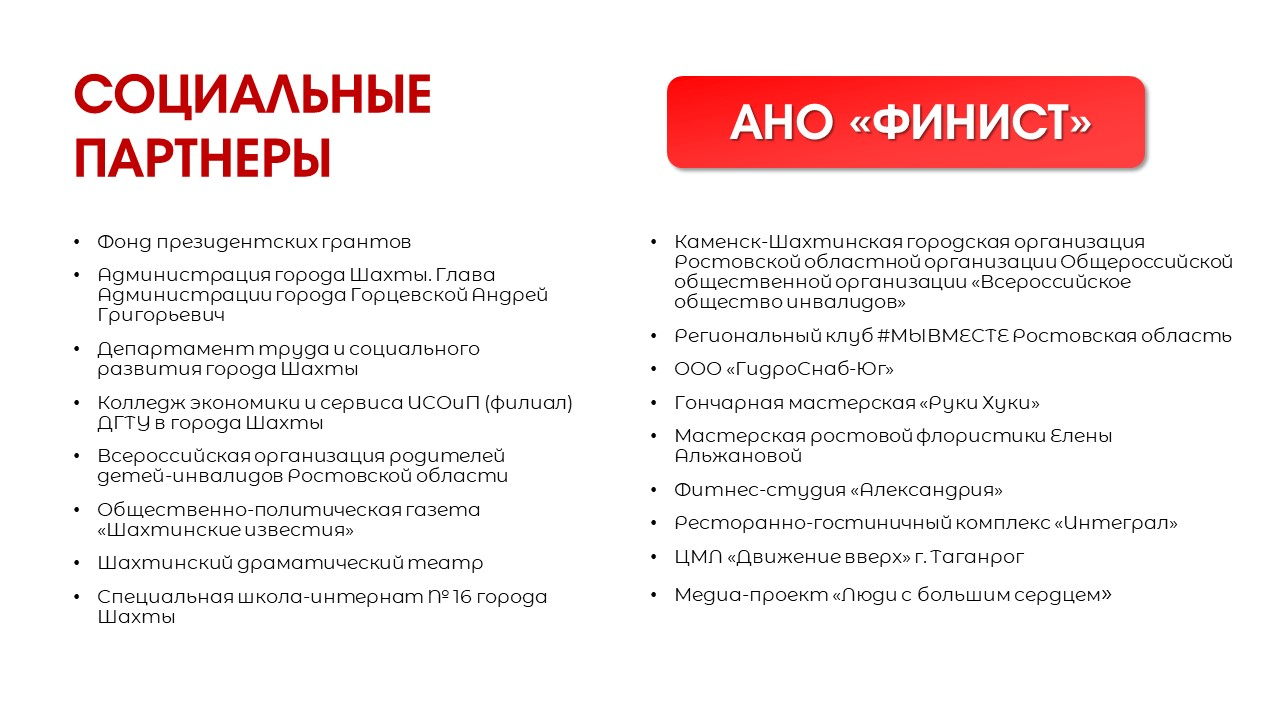 СОЦИАЛЬНЫЕ
ПАРТНЕРЫ
АНО «ФИНИСТ»
• Фонд президентских грантов
• Администрация города Шахты. Глава
Администрации города Горцевской Андрей
Григорьевич
• Департамент труда и социального
развития города Шахты
• Колледж экономики и сервиса ИСОиП (филиал)
ДГТУ в города Шахты
• Всероссийская организация родителей
детей-инвалидов Ростовской области
• Общественно-политическая газета
«Шахтинские известия»
• Шахтинский драматический театр
• Специальная школа-интернат № 16 города
Шахты
• Каменск-Шахтинская городская организация
Ростовской областной организации Общероссийской
общественной организации «Всероссийское
общество инвалидов»
• Региональный клуб #МЫВМЕСТЕ Ростовская область
• ООО «ГидроСнаб-Юг»
• Гончарная мастерская «Руки Хуки»
• Мастерская ростовой флористики Елены
Альжановой
• Фитнес-студия «Александрия»
• Ресторанно-гостиничный комплекс «Интеграл»
• ЦМЛ «Движение вверх» г. Таганрог
• Медиа-проект «Люди с большим сердцем»